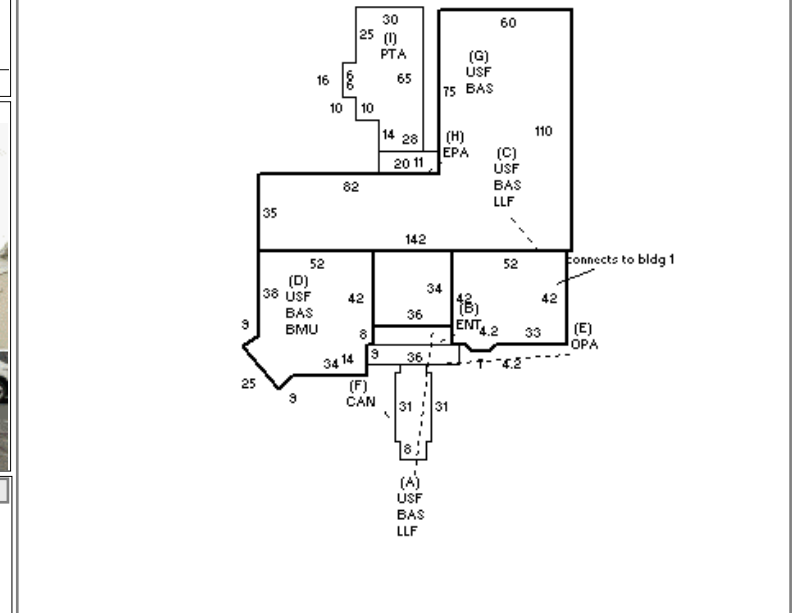 30
60
25
(I)
PTA
(G)
USF
BAS
16
6
6
65
75
10
10
110
14
28
(H)
EPA
(C)
USF
BAS
LLF
20
11
82
35
142
52
52
connects to bldg 1
(D)
USF
BAS
BMU
38
42
34
42
42
36
(B)
ENT
4.2
33
(E)
OPA
9
8
9
36
34
14
1
4.2
25
9
(F)
CAN
31
31
8
(A)
USF
BAS
LLF